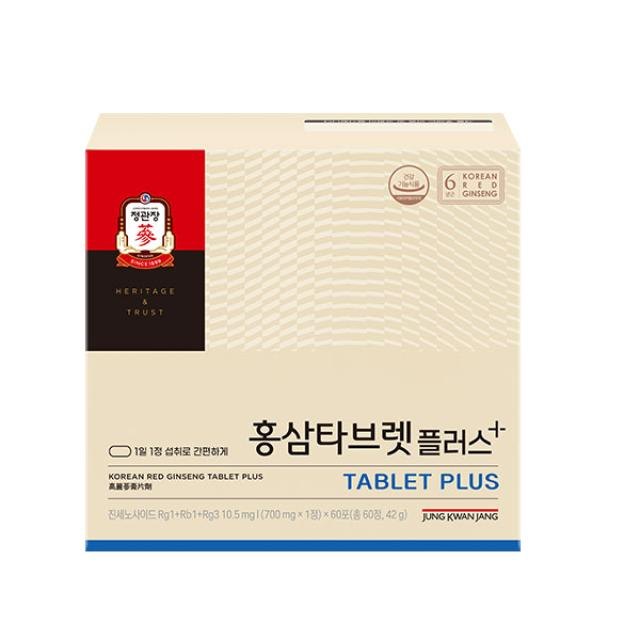 건강
기능식품
6
년근
KOREAN
RED
GINSENG
정관장
蔘
SINCE 1899
HERITAGE
&
TRUST
홍삼타브렛 플러스+
1일 1정 섭취로 간편하게
KOREAN RED GINSENG TABLET PLUS
高麗蔘膏片劑
TABLET PLUS
진세노사이드 Rg1+Rb1+Rg3 10.5 mg l (700 mg × 1정) × 60포(총 60정, 42 g)
JUNG KWAN JANG